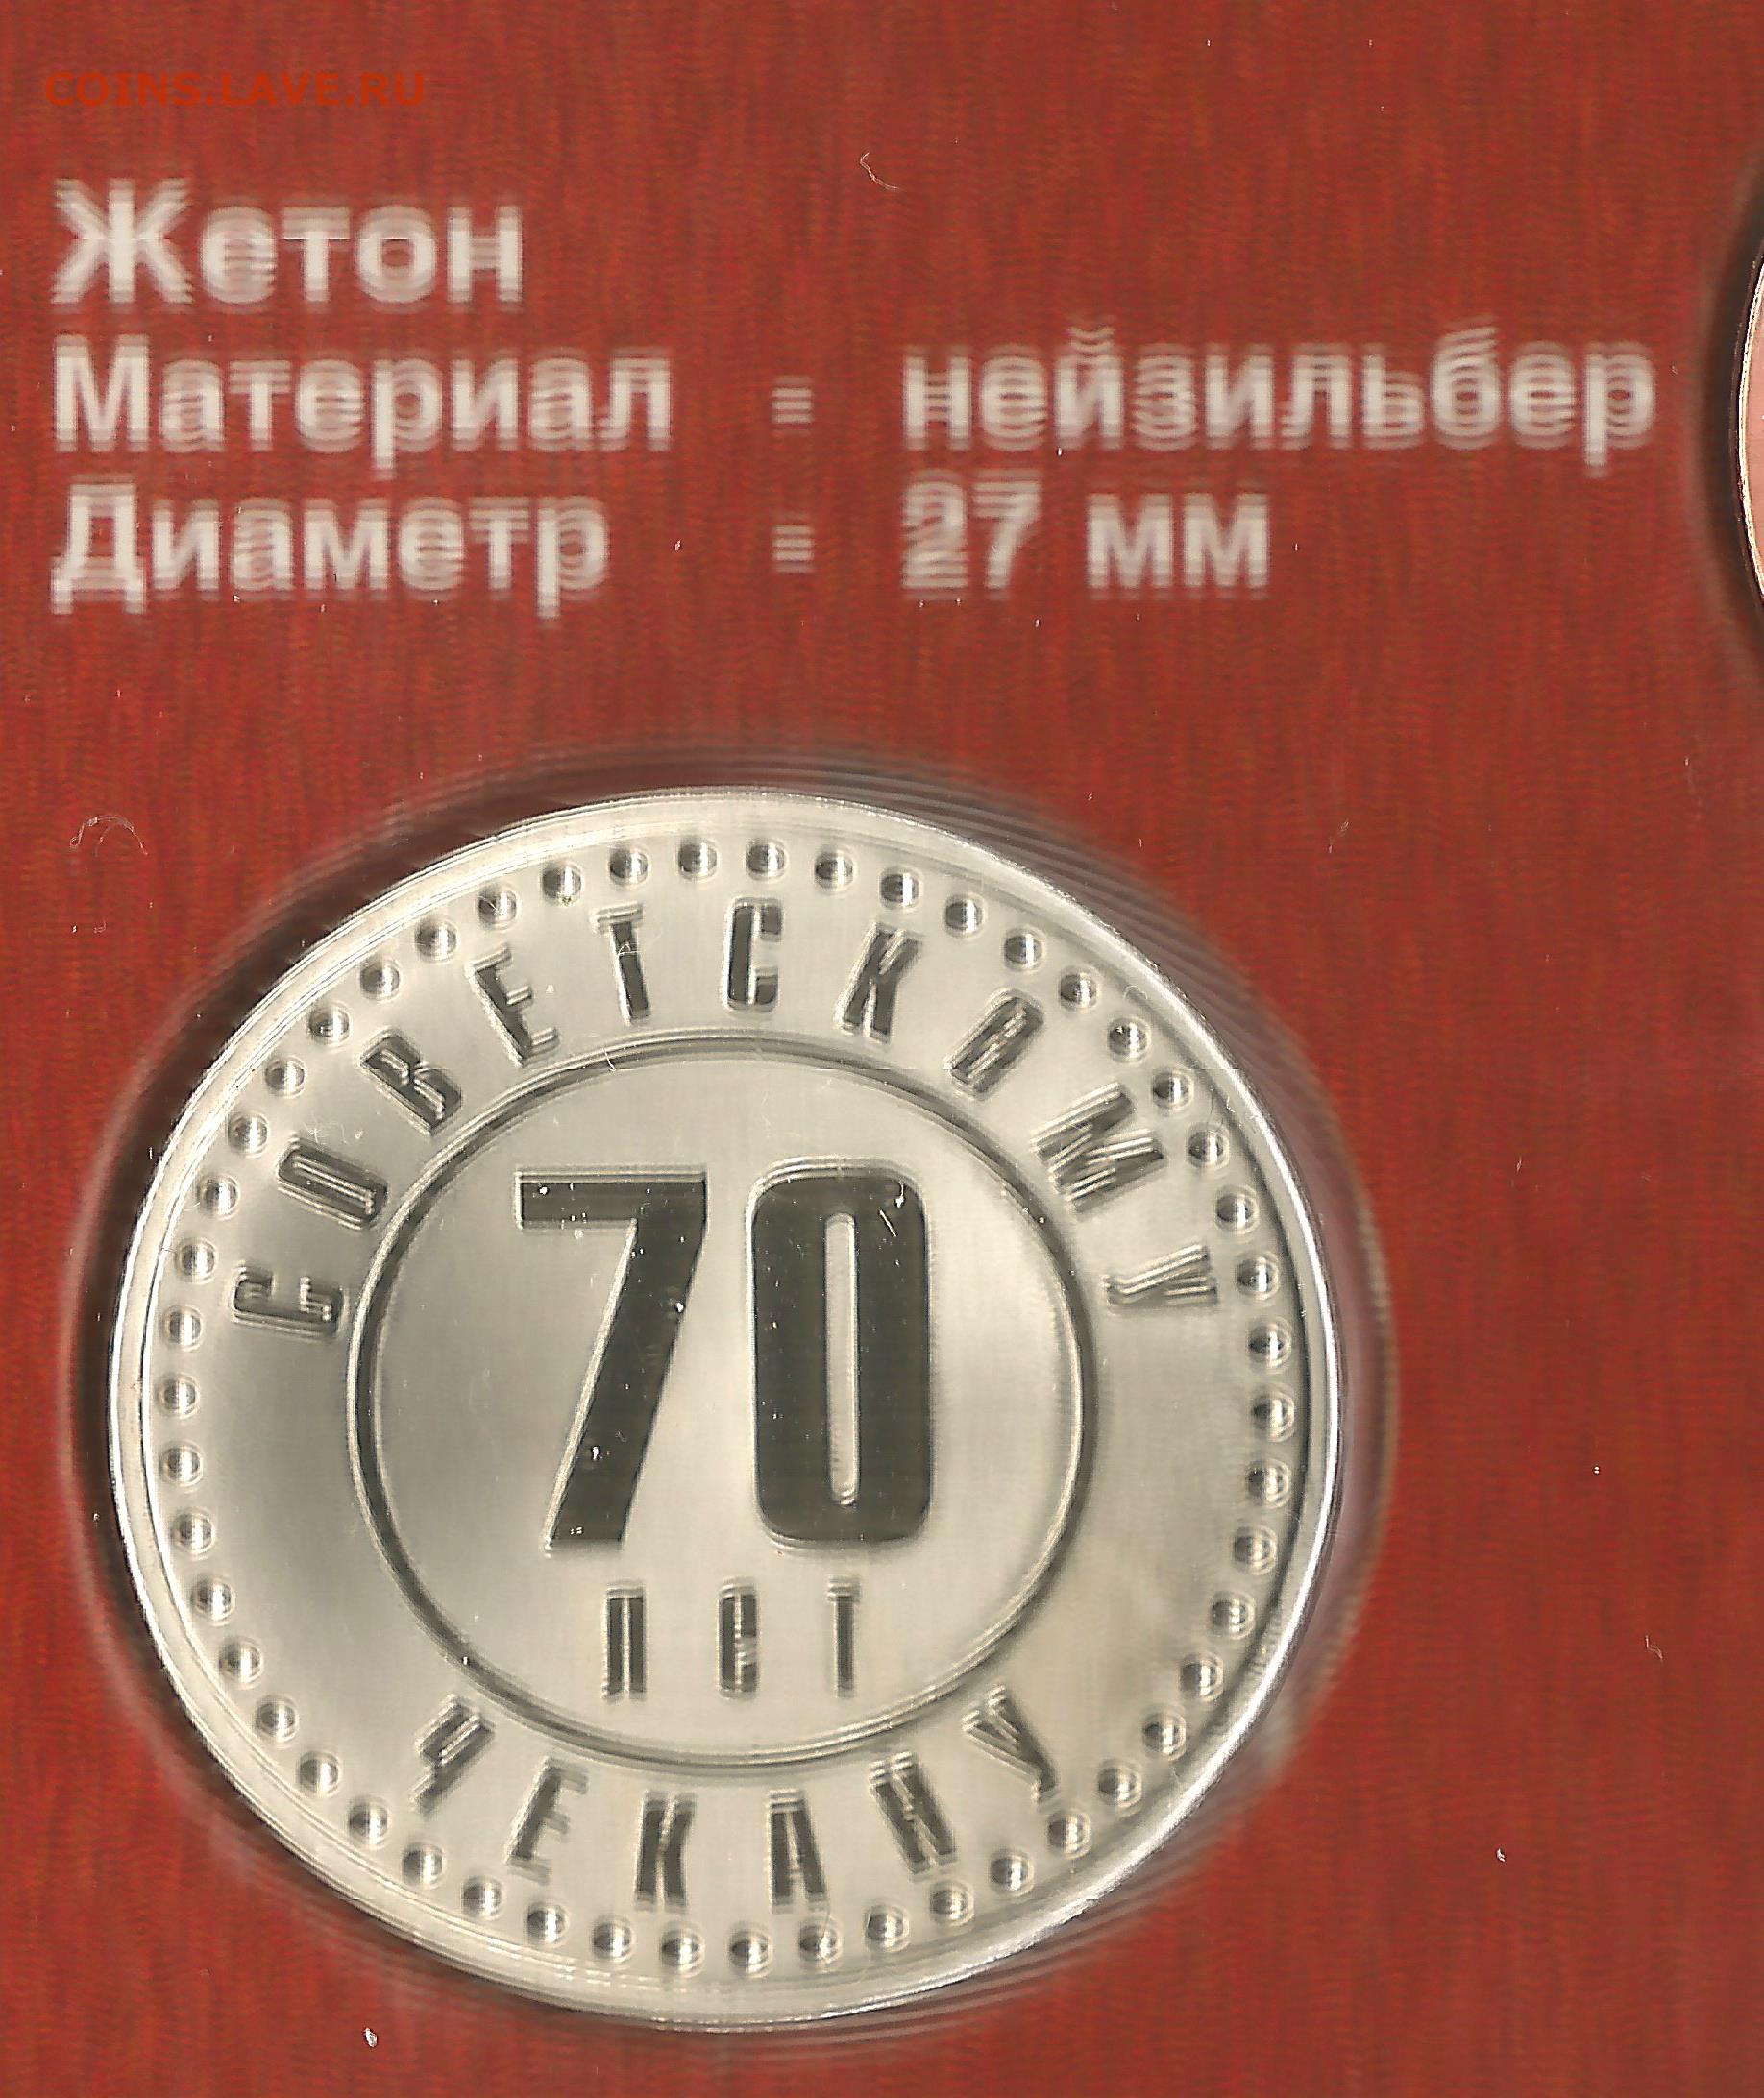 COINS.LAVE.RU
Жетон
Материал = нейзильбер
Диаметр = 27 мм
СОВЕТСКОМУ
70
лет
ЧЕКАНУ